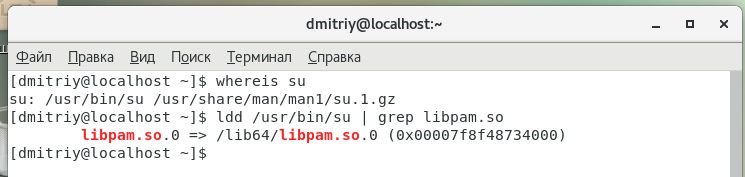 dmitriy@localhost:~
Файл Правка Вид Поиск Терминал Справка
[dmitriy@localhost ~]$ whereis su
su: /usr/bin/su /usr/share/man/man1/su.1.gz
[dmitriy@localhost ~]$ ldd /usr/bin/su | grep libpam.so
libpam.so.0 => /lib64/libpam.so.0 (0x00007f8f48734000)
[dmitriy@localhost ~]$